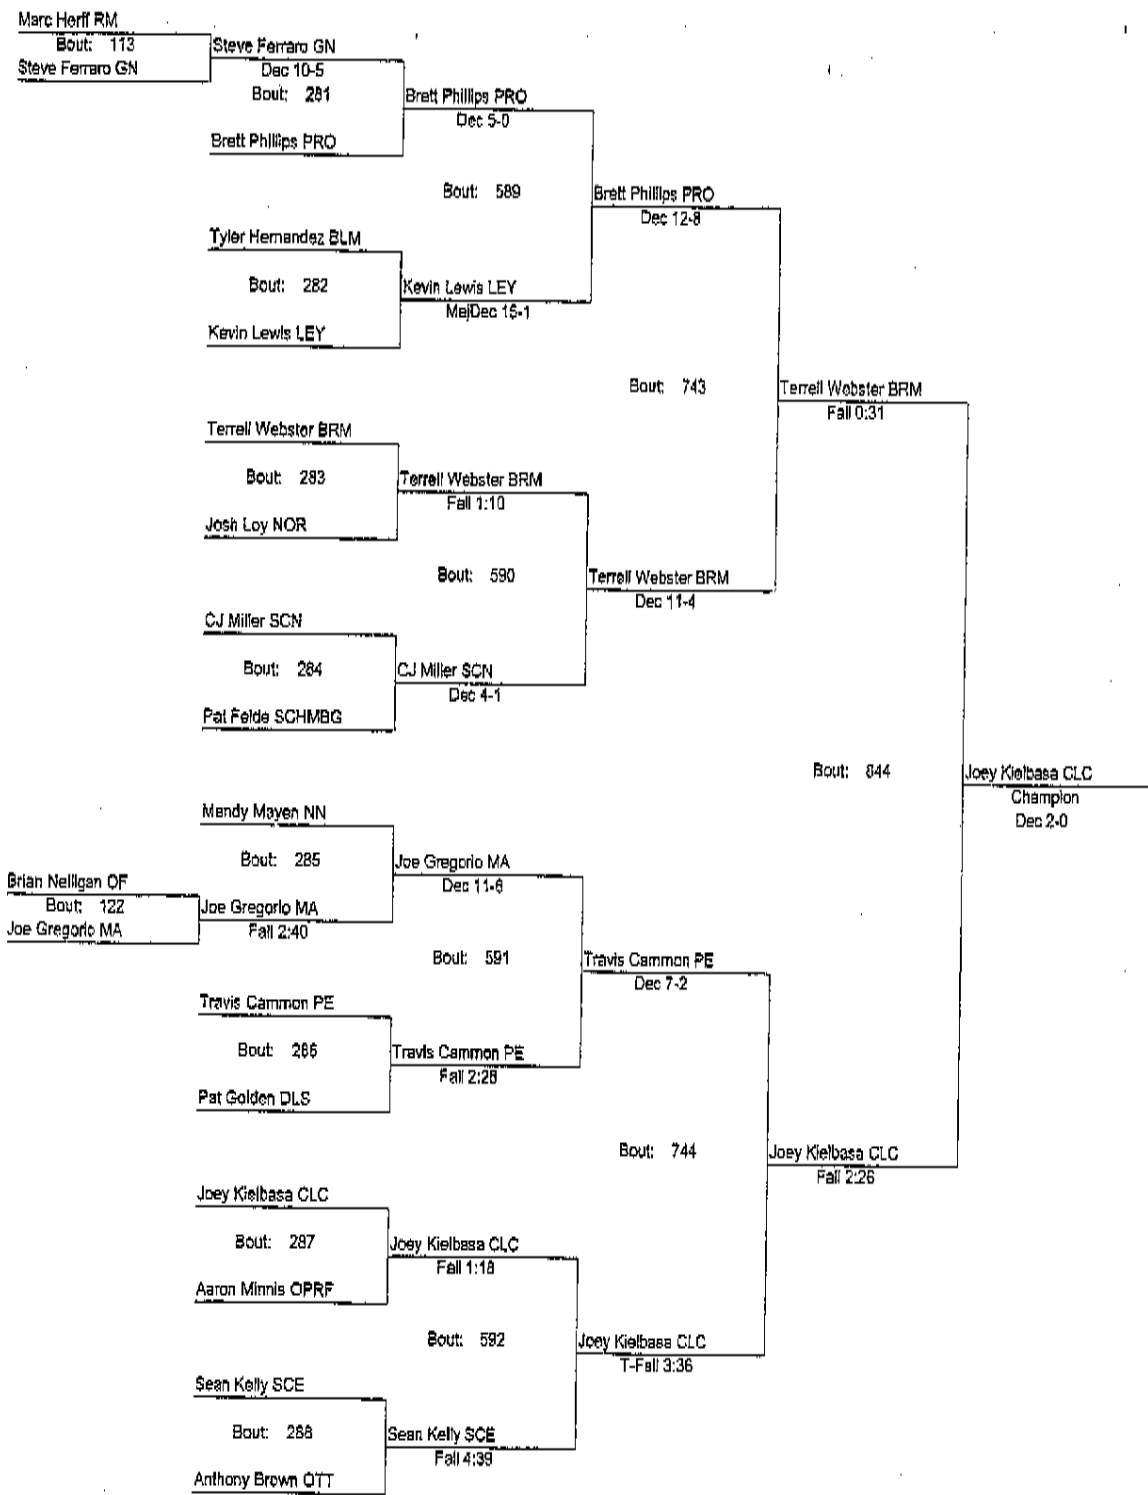 Marc Herff RM
Bout: 113
Steve Ferraro GN
Steve Ferraro GN
Dec 10-5
Bout: 281
Brett Phillips PRO
Brett Phillips PRO
Dec 5-0
Bout: 589
Brett Phillips PRO
Dec 12-8
Tyler Hernandez BLM
Bout: 282
Kevin Lewis LEY
Kevin Lewis LEY
MajDec 15-1
Bout: 743
Terrell Webster BRM
Fall 0:31
Terrell Webster BRM
Bout: 283
Josh Loy NOR
Terrell Webster BRM
Fall 1:10
Bout: 590
Terrell Webster BRM
Dec 11-4
CJ Miller SCN
Bout: 284
Pat Felde SCHMBG
CJ Miller SCN
Dec 4-1
Bout: 844
Joey Kielbasa CLC
Champion
Dec 2-0
Mendy Mayen NN
Bout: 285
Brian Nelligan OF
Bout: 122
Joe Gregorio MA
Joe Gregorio MA
Fall 2:40
Joe Gregorio MA
Dec 11-6
Bout: 591
Travis Cammon PE
Dec 7-2
Travis Cammon PE
Bout: 286
Pat Golden DLS
Travis Cammon PE
Fall 2:28
Bout: 744
Joey Kielbasa CLC
Fall 2:26
Joey Kielbasa CLC
Bout: 287
Aaron Minnis OPRF
Joey Kielbasa CLC
Fall 1:18
Bout: 592
Joey Kielbasa CLC
T-Fall 3:36
Sean Kelly SCE
Bout: 288
Anthony Brown OTT
Sean Kelly SCE
Fall 4:39